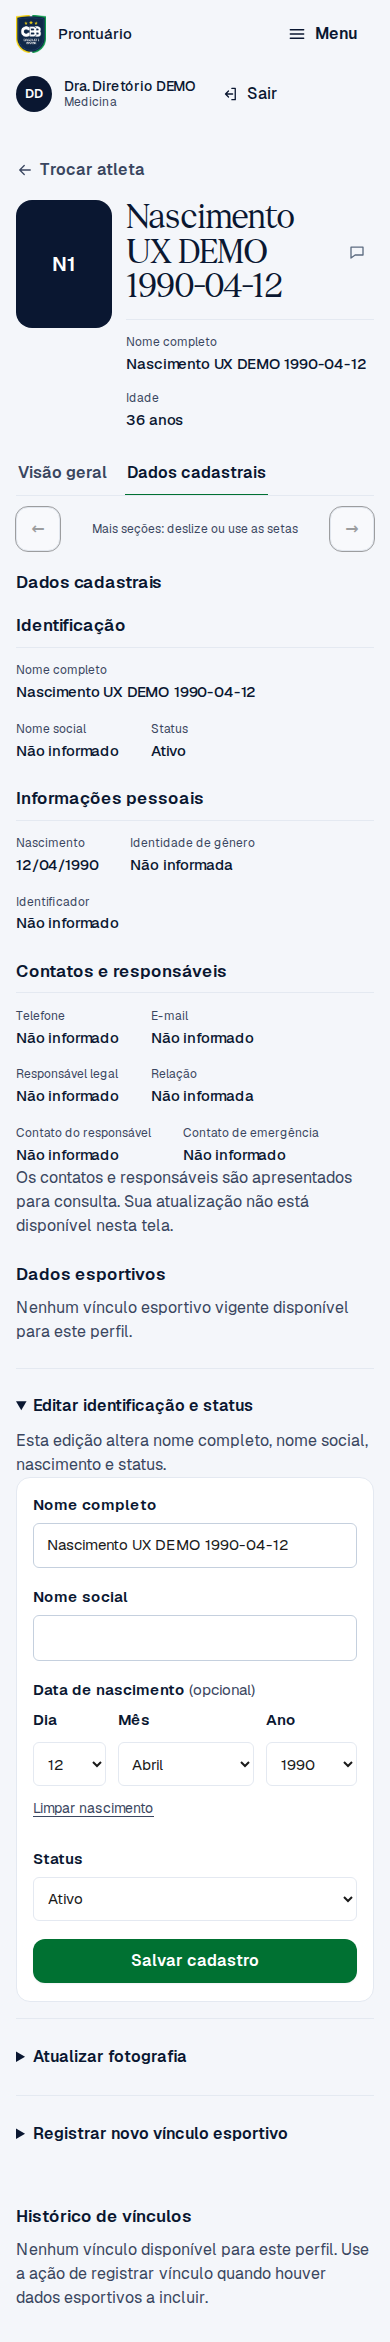 CBB
Prontuário
Menu
DD
Dra. Diretório DEMO
Medicina
Sair
← Trocar atleta
N1
Nascimento
UX DEMO
1990-04-12
Nome completo
Nascimento UX DEMO 1990-04-12
Idade
36 anos
Visão geral
Dados cadastrais
←
Mais seções: deslize ou use as setas
→
Dados cadastrais
Identificação
Nome completo
Nascimento UX DEMO 1990-04-12
Nome social
Status
Não informado
Ativo
Informações pessoais
Nascimento
Identidade de gênero
12/04/1990
Não informada
Identificador
Não informado
Contatos e responsáveis
Telefone
E-mail
Não informado
Não informado
Responsável legal
Relação
Não informado
Não informada
Contato do responsável
Contato de emergência
Não informado
Não informado
Os contatos e responsáveis são apresentados
para consulta. Sua atualização não está
disponível nesta tela.
Dados esportivos
Nenhum vínculo esportivo vigente disponível
para este perfil.
▼ Editar identificação e status
Esta edição altera nome completo, nome social,
nascimento e status.
Nome completo
Nascimento UX DEMO 1990-04-12
Nome social
Data de nascimento (opcional)
Dia
Mês
Ano
12
Abril
1990
Limpar nascimento
Status
Ativo
Salvar cadastro
▶ Atualizar fotografia
▶ Registrar novo vínculo esportivo
Histórico de vínculos
Nenhum vínculo disponível para este perfil. Use
a ação de registrar vínculo quando houver
dados esportivos a incluir.